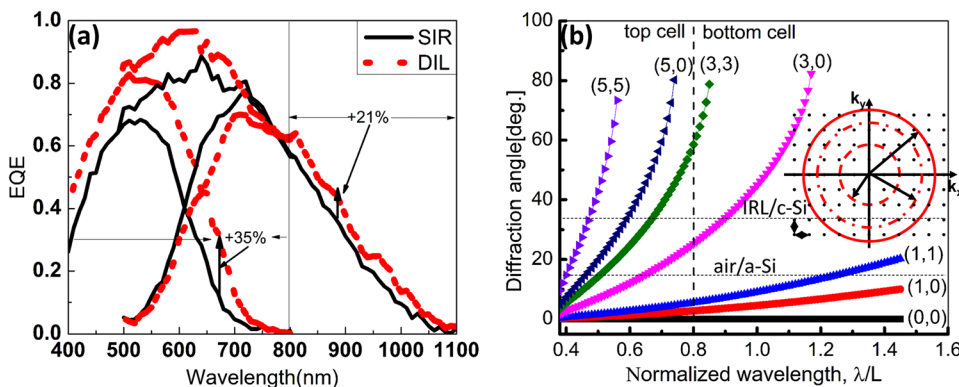 (a)
SIR
DIL
+21%
+35%
EQE
1.0
0.8
0.6
0.4
0.2
0.0
400 500 600 700 800 900 1000 1100
Wavelength(nm)
(b)
top cell
bottom cell
(5,5)
(5,0)
(3,3)
(3,0)
k_y
k_x
IRL/c-Si
air/a-Si
(1,1)
(1,0)
(0,0)
Diffraction angle[deg.]
80
60
40
20
0
0.4 0.6 0.8 1.0 1.2 1.4 1.6
Normalized wavelength, λ/L